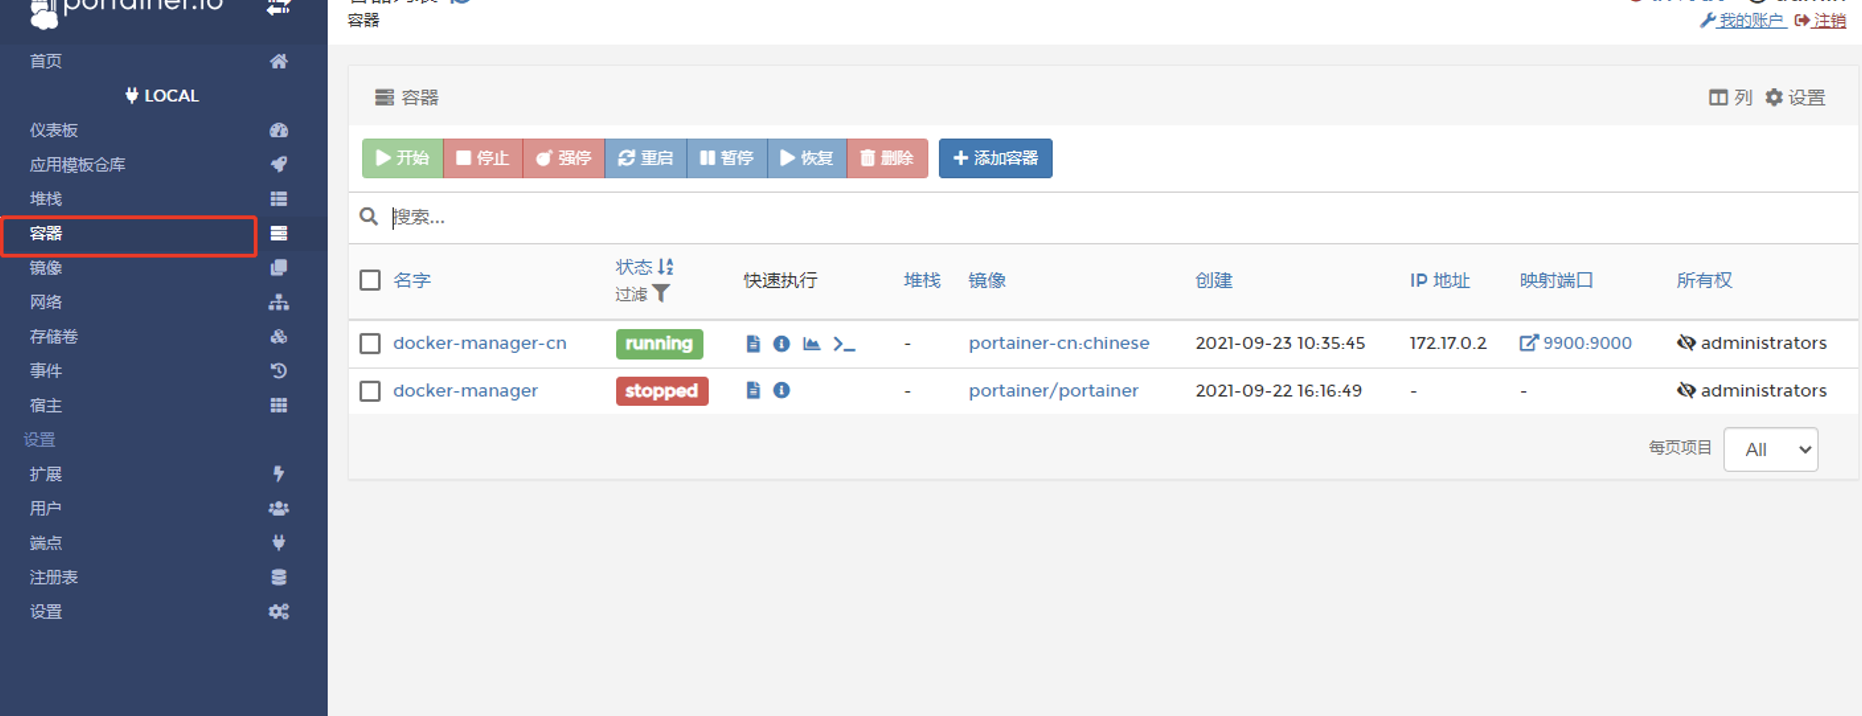 portainer.io
容器列表
容器
我的账户 注销
首页
LOCAL
仪表板
应用模板仓库
堆栈
容器
镜像
网络
存储卷
事件
宿主
设置
扩展
用户
端点
注册表
设置
容器
列 设置
开始 停止 强停 重启 暂停 恢复 删除 添加容器
搜索...
名字 状态 快速执行 堆栈 镜像 创建 IP 地址 映射端口 所有权
过滤
docker-manager-cn running - portainer-cn:chinese 2021-09-23 10:35:45 172.17.0.2 9900:9000 administrators
docker-manager stopped - portainer/portainer 2021-09-22 16:16:49 - - administrators
每页项目 All